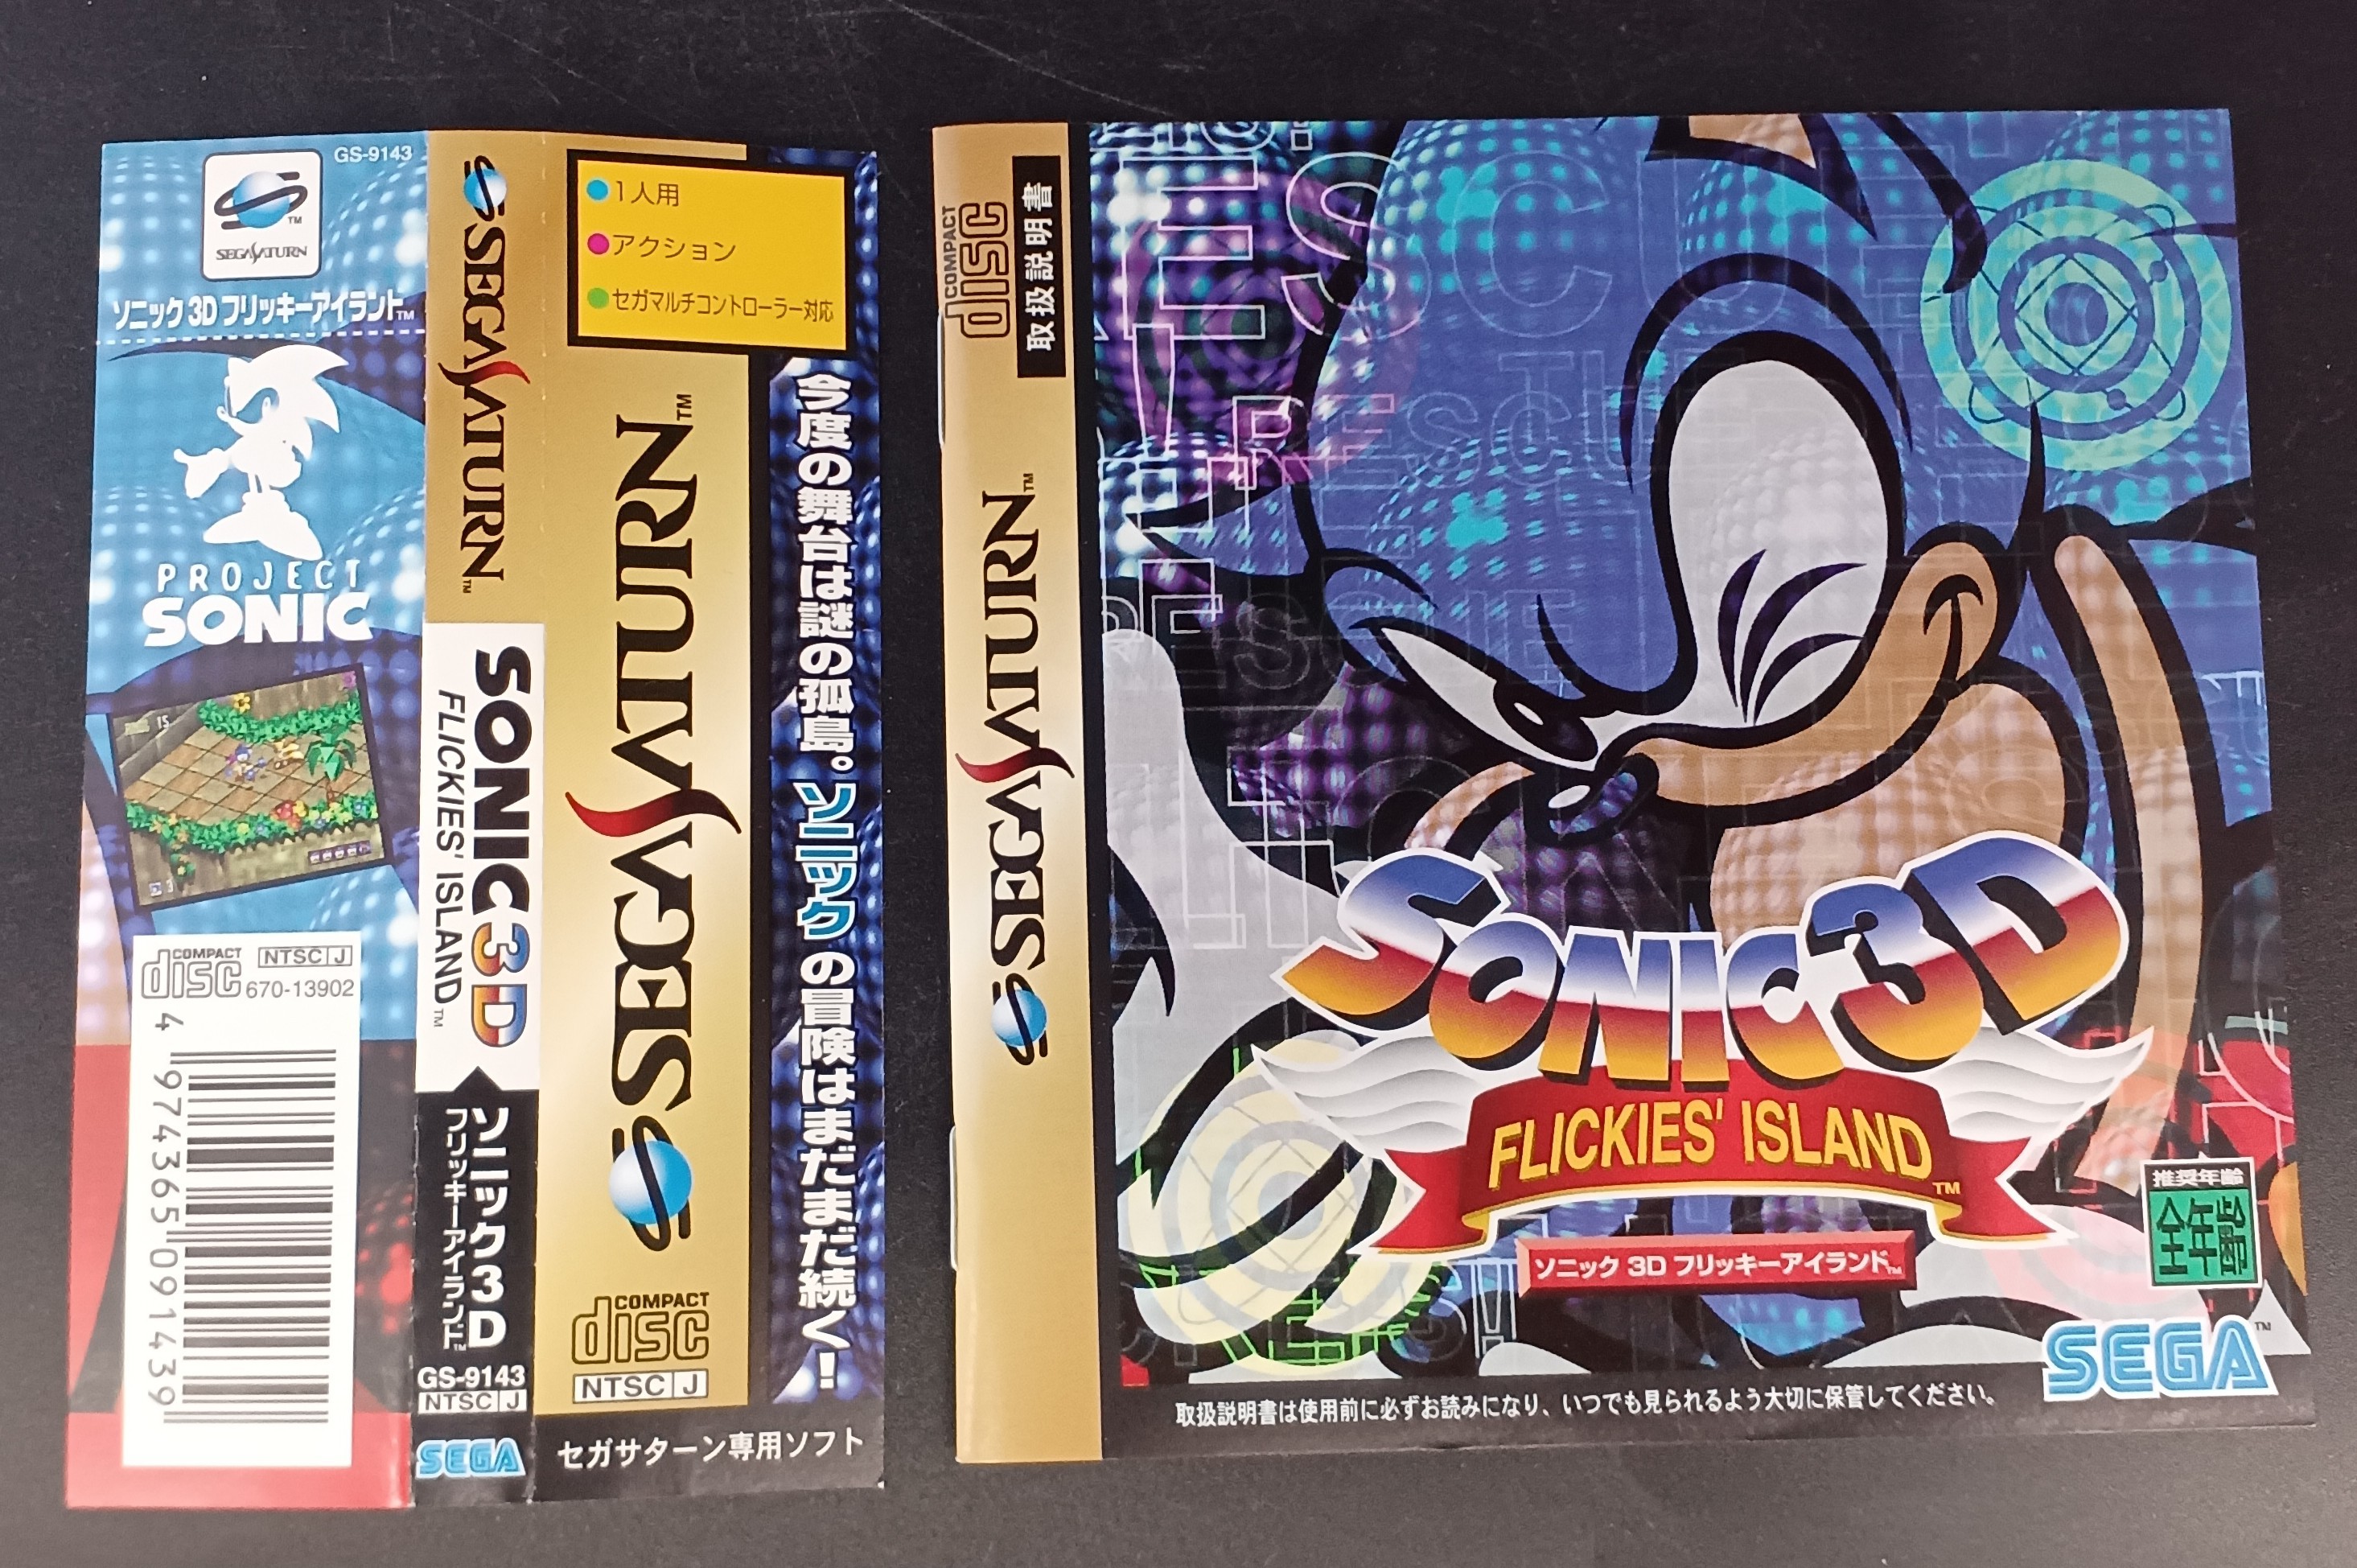 GS-9143
SEGA SATURN
ソニック 3D フリッキーアイランド™
PROJECT
SONIC
15
COMPACT
disc
NTSC J
670-13902
4 974365 091439
SEGA SATURN™
SONIC 3D
FLICKIES' ISLAND™
ソニック3D
フリッキーアイランド™
GS-9143
NTSC J
SEGA
1人用
アクション
セガマルチコントローラー対応
SEGA SATURN™
COMPACT
disc
NTSC J
今度の舞台は謎の孤島。ソニックの冒険はまだまだ続く!
セガサターン専用ソフト
COMPACT
disc
取扱説明書
SEGA SATURN™
RESCUE
SONIC 3D
FLICKIES' ISLAND™
ソニック 3D フリッキーアイランド™
推奨年齢
全年齢
SEGA™
取扱説明書は使用前に必ずお読みになり、いつでも見られるよう大切に保管してください。